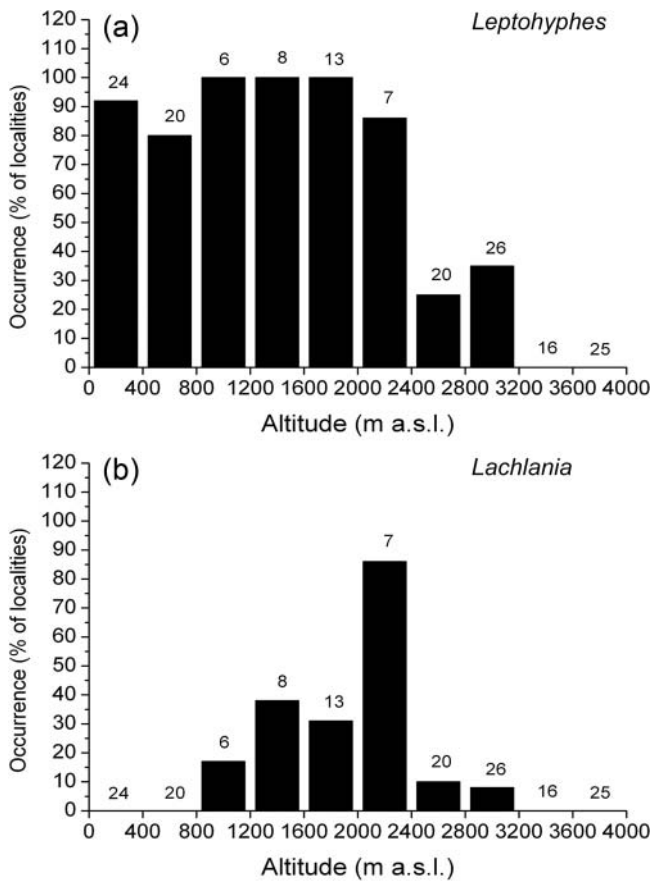 (a)
Leptohyphes
Occurrence (% of localities)
120
110
100
90
80
70
60
50
40
30
20
10
0
24 20 6 8 13 7 20 26 16 25
0 400 800 1200 1600 2000 2400 2800 3200 3600 4000
Altitude (m a.s.l.)
(b)
Lachlania
Occurrence (% of localities)
120
110
100
90
80
70
60
50
40
30
20
10
0
24 20 6 8 13 7 20 26 16 25
0 400 800 1200 1600 2000 2400 2800 3200 3600 4000
Altitude (m a.s.l.)